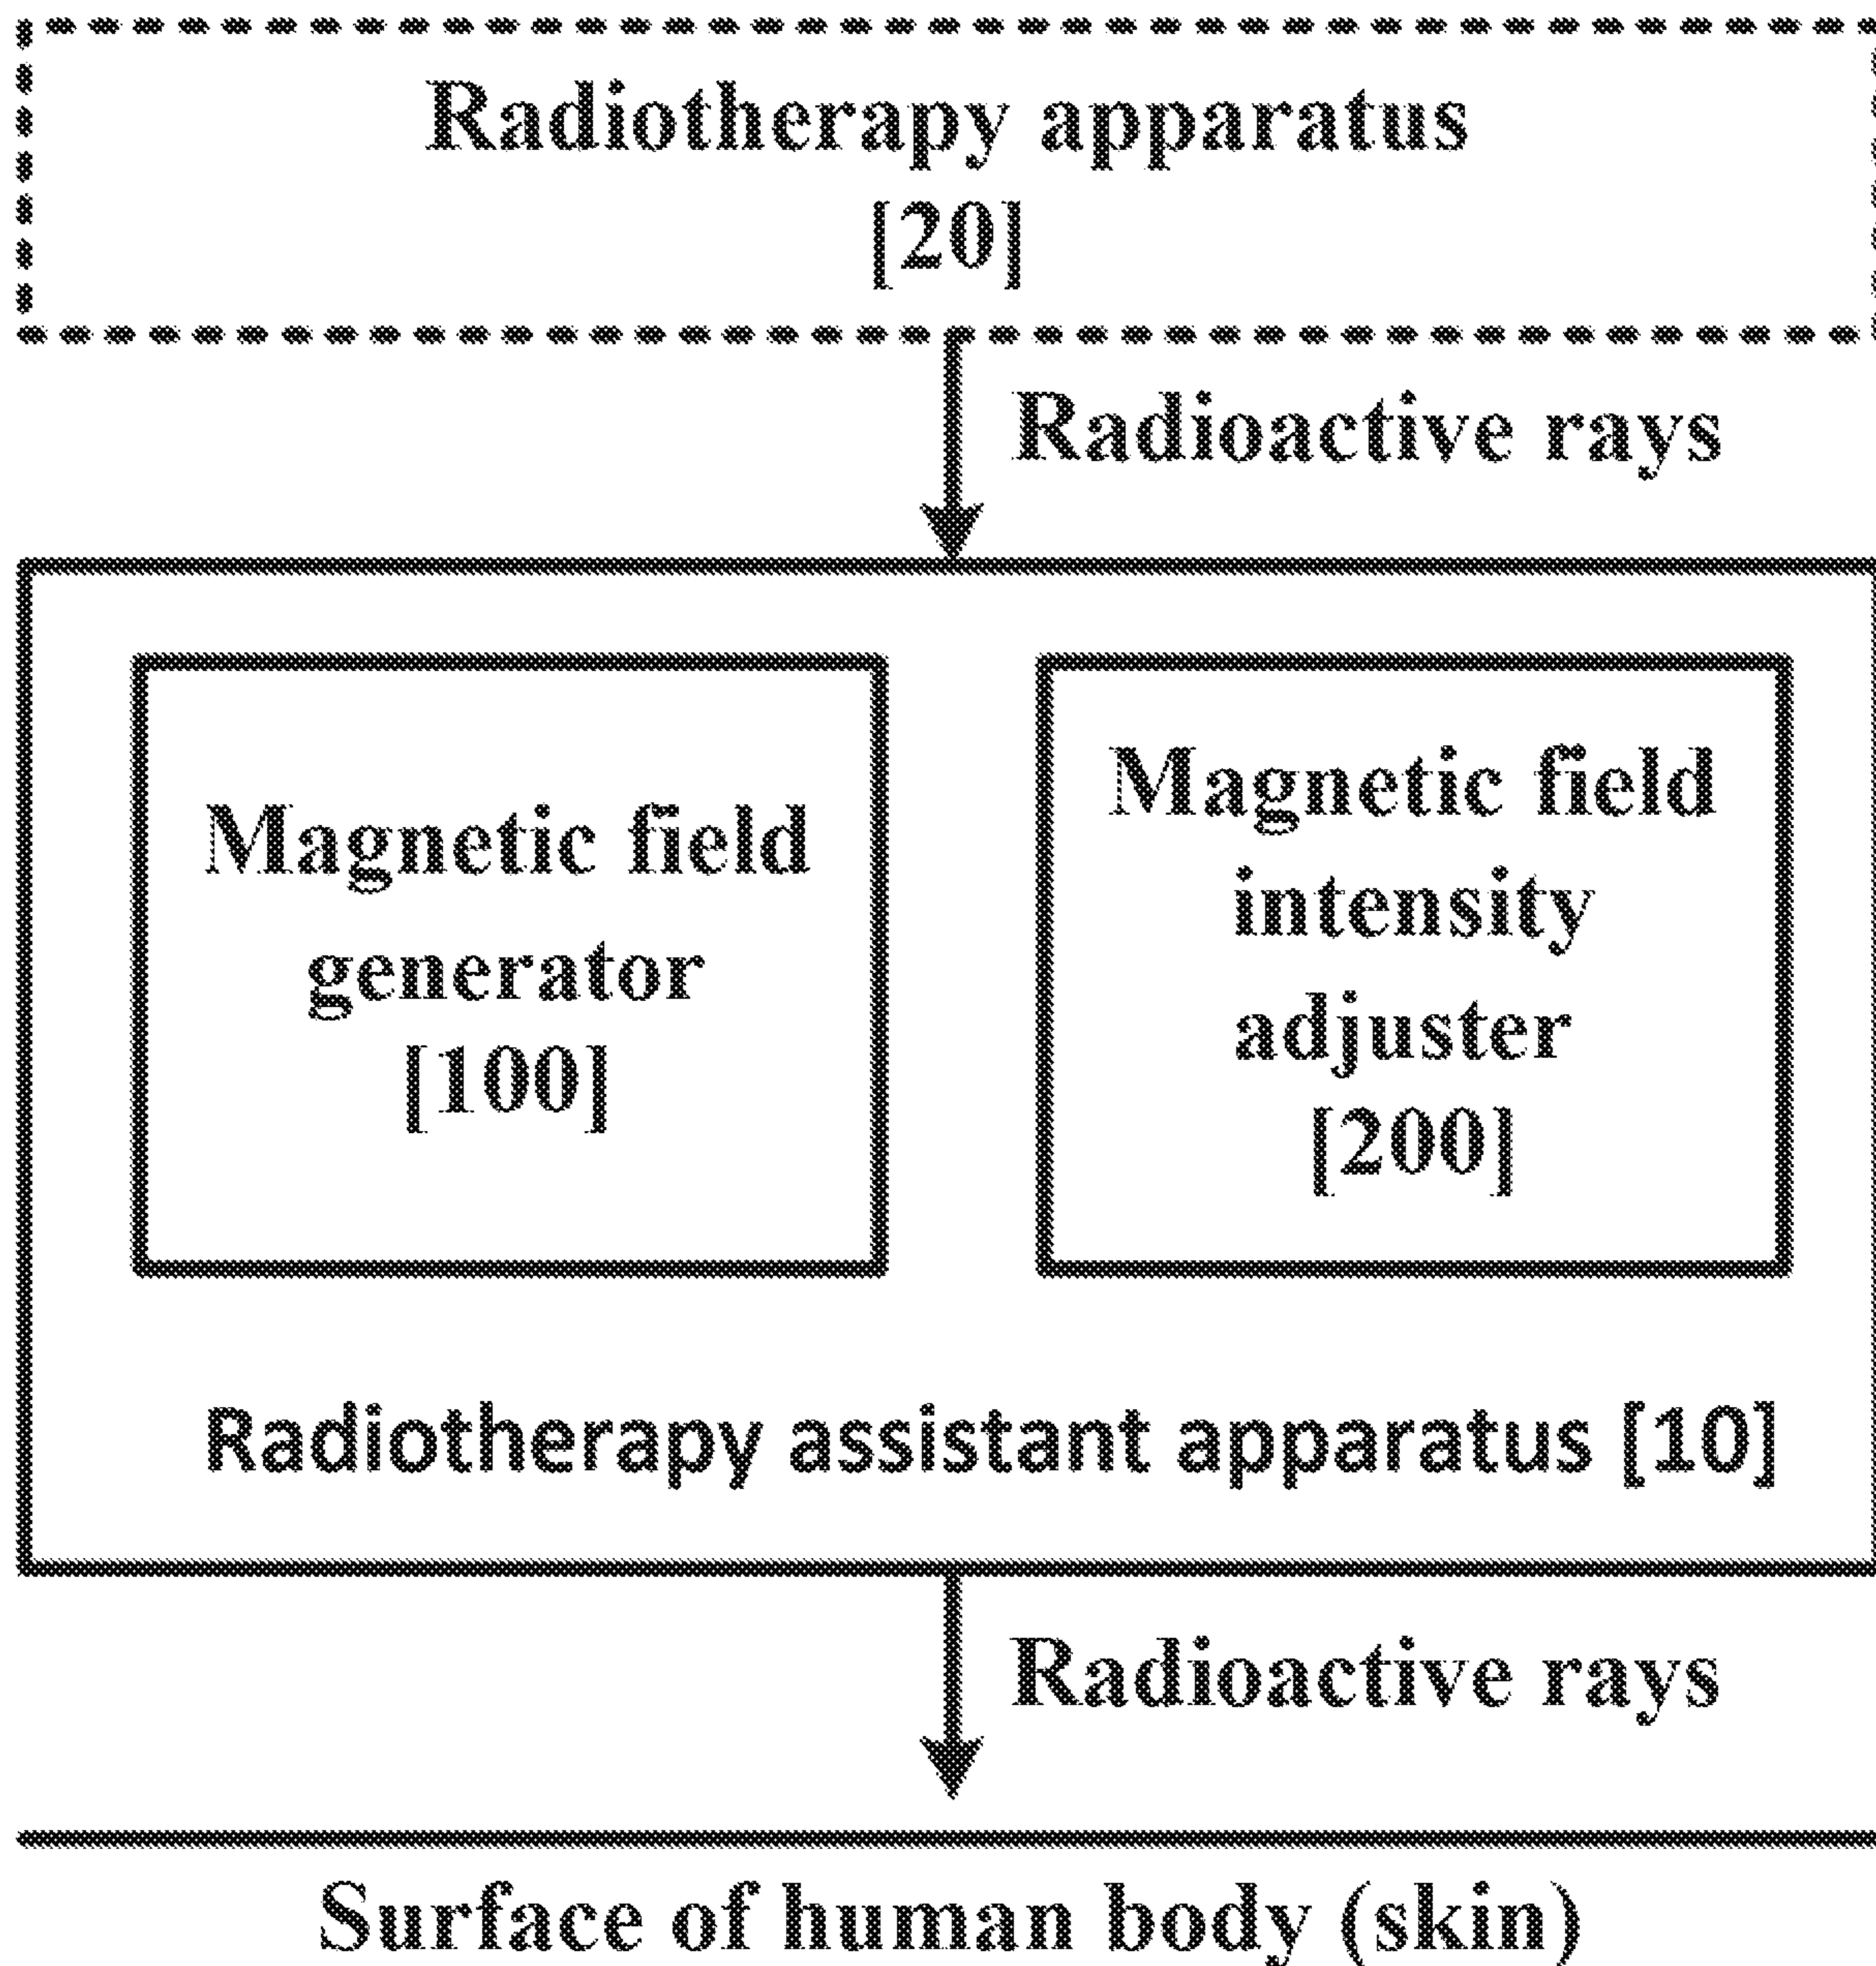 Radiotherapy apparatus
[20]
Radioactive rays
Magnetic field
generator
[100]
Magnetic field
intensity
adjuster
[200]
Radiotherapy assistant apparatus [10]
Radioactive rays
Surface of human body (skin)